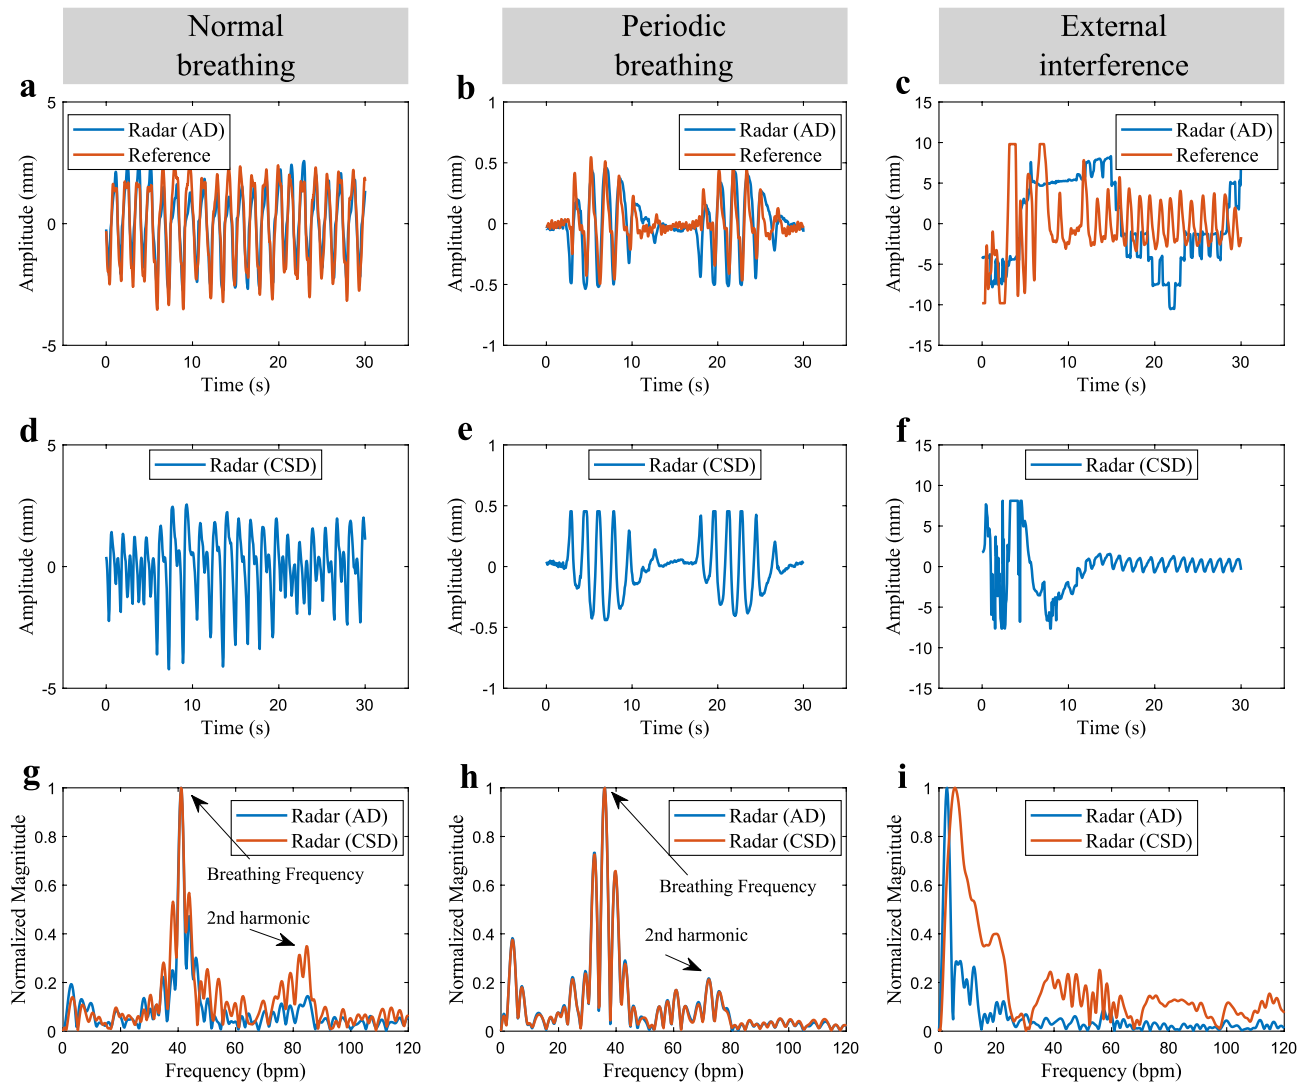 Normal
breathing
Periodic
breathing
External
interference
a
5
0
-5
Amplitude (mm)
Radar (AD)
Reference
0 10 20 30
Time (s)
b
1
0.5
0
-0.5
-1
Amplitude (mm)
Radar (AD)
Reference
0 10 20 30
Time (s)
c
15
10
5
0
-5
-10
-15
Amplitude (mm)
Radar (AD)
Reference
0 10 20 30
Time (s)
d
5
0
-5
Amplitude (mm)
Radar (CSD)
0 10 20 30
Time (s)
e
1
0.5
0
-0.5
-1
Amplitude (mm)
Radar (CSD)
0 10 20 30
Time (s)
f
15
10
5
0
-5
-10
-15
Amplitude (mm)
Radar (CSD)
0 10 20 30
Time (s)
g
1
0.8
0.6
0.4
0.2
0
Normalized Magnitude
Radar (AD)
Radar (CSD)
Breathing Frequency
2nd harmonic
0 20 40 60 80 100 120
Frequency (bpm)
h
1
0.8
0.6
0.4
0.2
0
Normalized Magnitude
Radar (AD)
Radar (CSD)
Breathing Frequency
2nd harmonic
0 20 40 60 80 100 120
Frequency (bpm)
i
1
0.8
0.6
0.4
0.2
0
Normalized Magnitude
Radar (AD)
Radar (CSD)
0 20 40 60 80 100 120
Frequency (bpm)